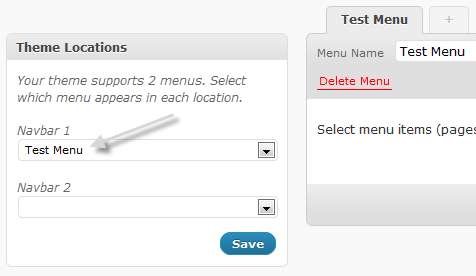 Theme Locations
Your theme supports 2 menus. Select
which menu appears in each location.
Navbar 1
Test Menu
Navbar 2
Save
Test Menu
+
Menu Name Test Menu
Delete Menu
Select menu items (pages